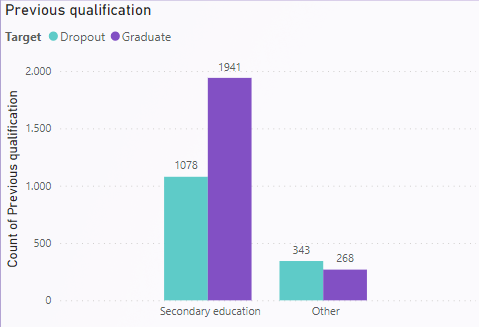 Previous qualification
Target Dropout Graduate
Count of Previous qualification
2.000
1.500
1.000
500
0
1078
1941
343
268
Secondary education
Other